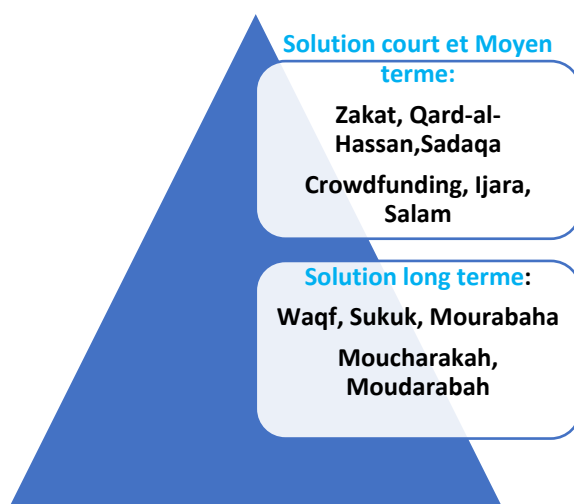 Solution court et Moyen
terme:
Zakat, Qard-al-
Hassan,Sadaqa
Crowdfunding, Ijara,
Salam
Solution long terme:
Waqf, Sukuk, Mourabaha
Moucharakah,
Moudarabah